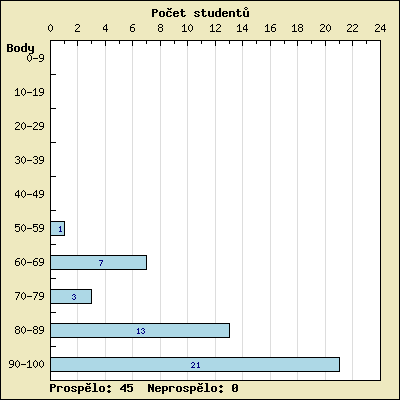 Počet studentů
0 2 4 6 8 10 12 14 16 18 20 22 24
Body
0-9
10-19
20-29
30-39
40-49
50-59 1
60-69 7
70-79 3
80-89 13
90-100 21
Prospělo: 45 Neprospělo: 0